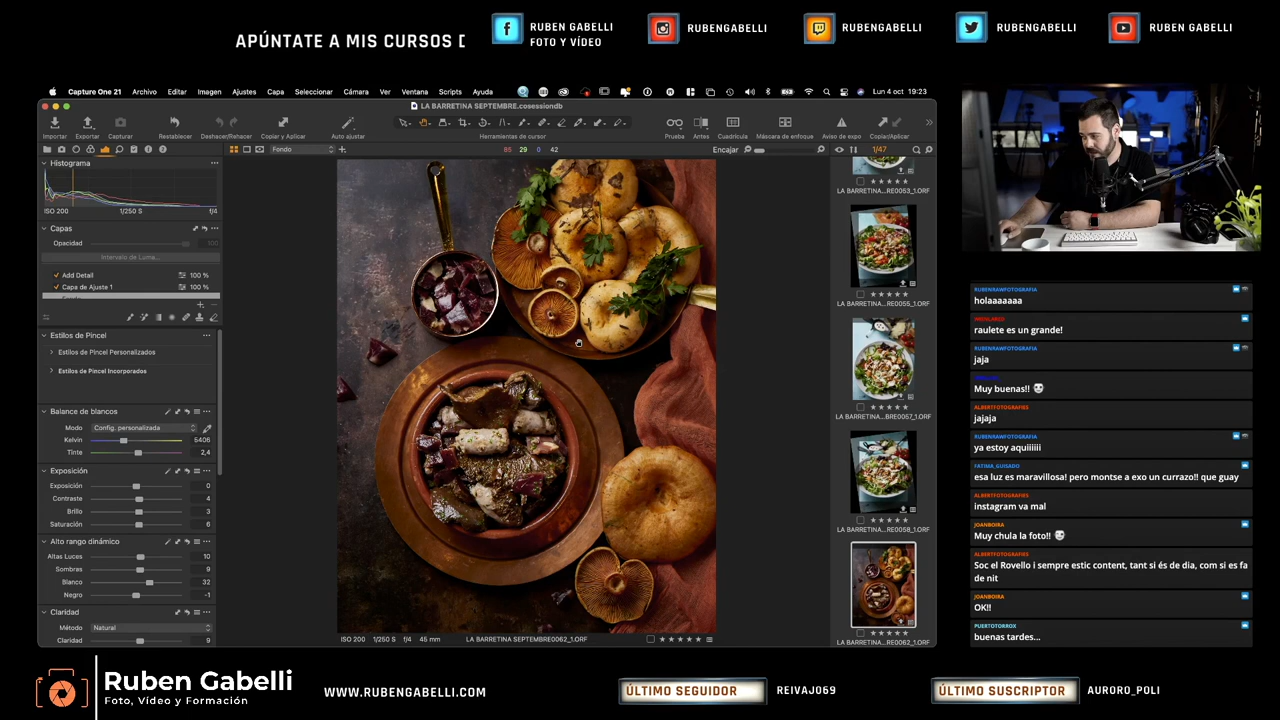 APÚNTATE A MIS CURSOS D
RUBEN GABELLI
FOTO Y VÍDEO
RUBENGABELLI
RUBENGABELLI
RUBENGABELLI
RUBEN GABELLI
Capture One 21 Archivo Editar Imagen Ajustes Capa Seleccionar Cámara Ver Ventana Scripts Ayuda Lun 4 oct 19:23
LA BARRETINA SEPTEMBRE.cosessiondb
Importar Exportar Capturar Restablecer Deshacer/Rehacer Copiar y Aplicar Auto ajustar Herramientas de cursor Prueba Antes Cuadrícula Máscara de enfoque Aviso de expo Copiar/Aplicar
Fondo 85 29 0 42 Encajar 1/47
Histograma
ISO 200 1/250 S f/4
Capas
Opacidad 100
Intervalo de Luma...
Add Detail 100 %
Capa de Ajuste 1 100 %
Estilos de Pincel
Estilos de Pincel Personalizados
Estilos de Pincel Incorporados
Balance de blancos
Modo Config. personalizada
Kelvin 5406
Tinte 2,4
Exposición
Exposición 0
Contraste 4
Brillo 3
Saturación 6
Alto rango dinámico
Altas Luces 10
Sombras 9
Blanco 32
Negro -1
Claridad
Método Natural
Claridad 9
ISO 200 1/250 S f/4 45 mm LA BARRETINA SEPTEMBRE0062_1.ORF
LA BARRETINA...RE0053_1.ORF
LA BARRETINA...RE0055_1.ORF
LA BARRETINA...BRE0057_1.ORF
LA BARRETINA...RE0058_1.ORF
LA BARRETINA...RE0062_1.ORF
RUBENRAWFOTOGRAFIA
holaaaaaaa
raulete es un grande!
RUBENRAWFOTOGRAFIA
jaja
Muy buenas!!
ALBERTFOTOGRAFIES
jajaja
RUBENRAWFOTOGRAFIA
ya estoy aquiiiiii
FATIMA_GUISADO
esa luz es maravillosa! pero montse a exo un currazo!! que guay
ALBERTFOTOGRAFIES
instagram va mal
JOANBOIRA
Muy chula la foto!!
ALBERTFOTOGRAFIES
Soc el Rovello i sempre estic content, tant si és de dia, com si es fa
de nit
JOANBOIRA
OK!!
PUERTOTORROX
buenas tardes...
Ruben Gabelli
Foto, Vídeo y Formación
WWW.RUBENGABELLI.COM
ÚLTIMO SEGUIDOR REIVAJ069
ÚLTIMO SUSCRIPTOR AURORO_POLI